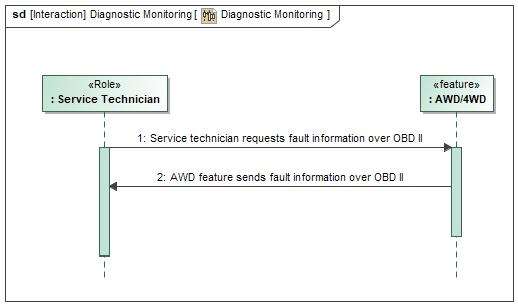 sd [Interaction] Diagnostic Monitoring [ Diagnostic Monitoring ]
«Role»
: Service Technician
«feature»
: AWD/4WD
1: Service technician requests fault information over OBD II
2: AWD feature sends fault information over OBD II